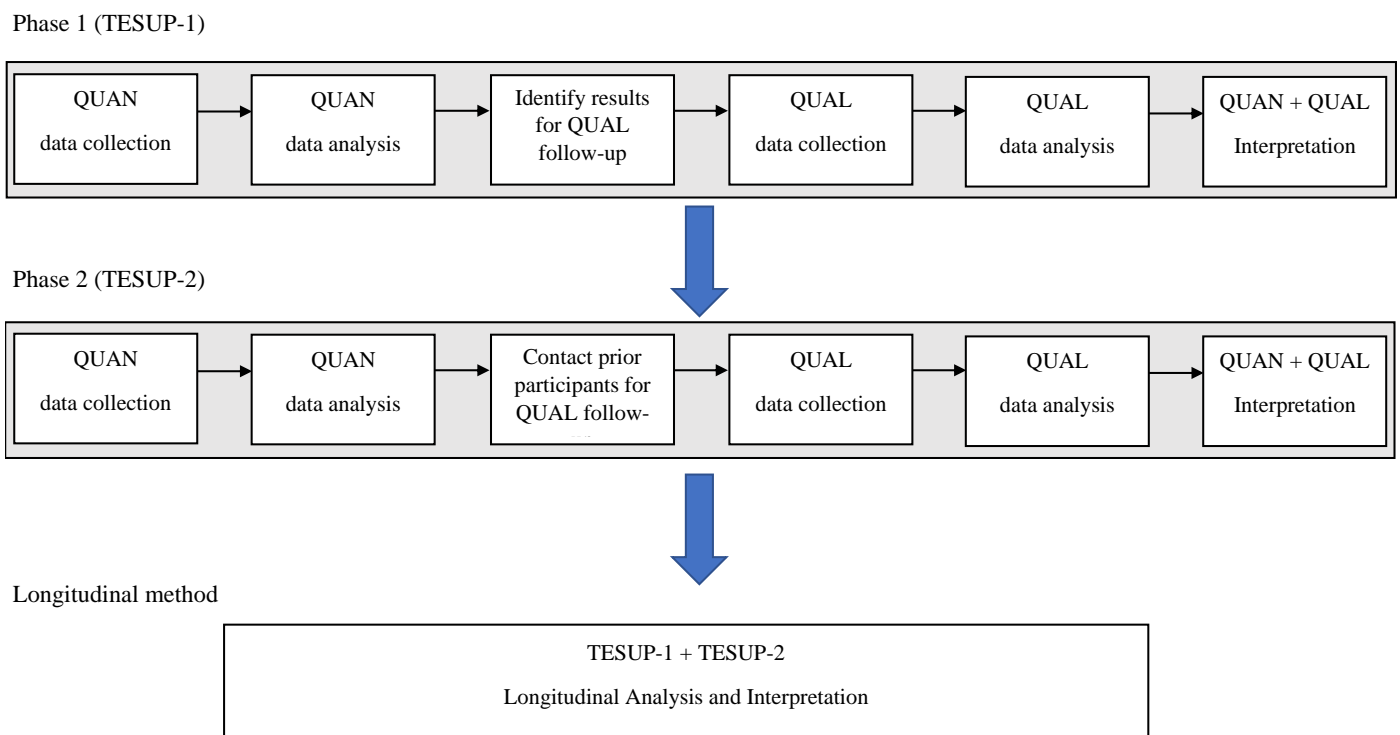 Phase 1 (TESUP-1)
QUAN
data collection
QUAN
data analysis
Identify results
for QUAL
follow-up
QUAL
data collection
QUAL
data analysis
QUAN + QUAL
Interpretation
Phase 2 (TESUP-2)
QUAN
data collection
QUAN
data analysis
Contact prior
participants for
QUAL follow-
QUAL
data collection
QUAL
data analysis
QUAN + QUAL
Interpretation
Longitudinal method
TESUP-1 + TESUP-2
Longitudinal Analysis and Interpretation